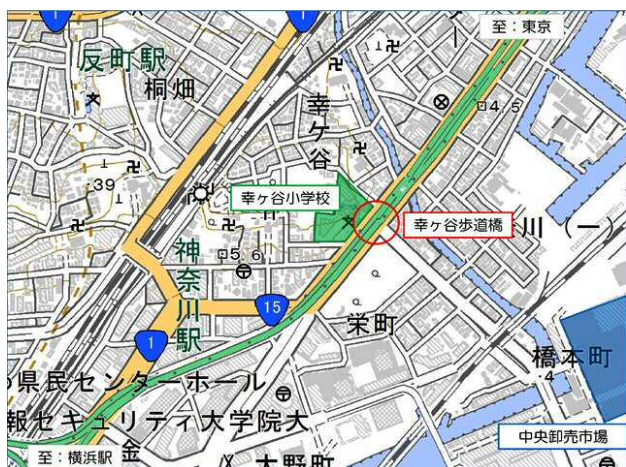 1
1
至：東京
反町駅
桐畑
幸ケ谷
4.5
39
幸ヶ谷小学校
幸ヶ谷歩道橋
川（一）
神奈川駅
5.6
15
栄町
1
橋本町
4
県民センターホール
報セキュリティ大学院大
中央卸売市場
至：横浜駅
金
大野町